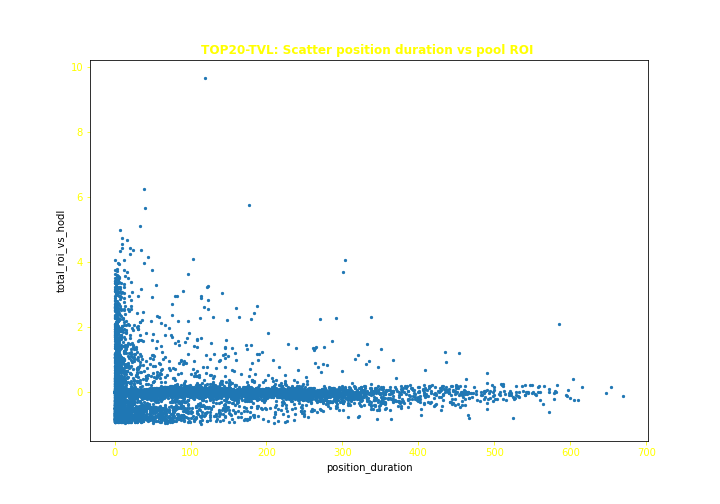 TOP20-TVL: Scatter position duration vs pool ROI
10
8
6
4
2
0
total_roi_vs_hodl
0 100 200 300 400 500 600 700
position_duration